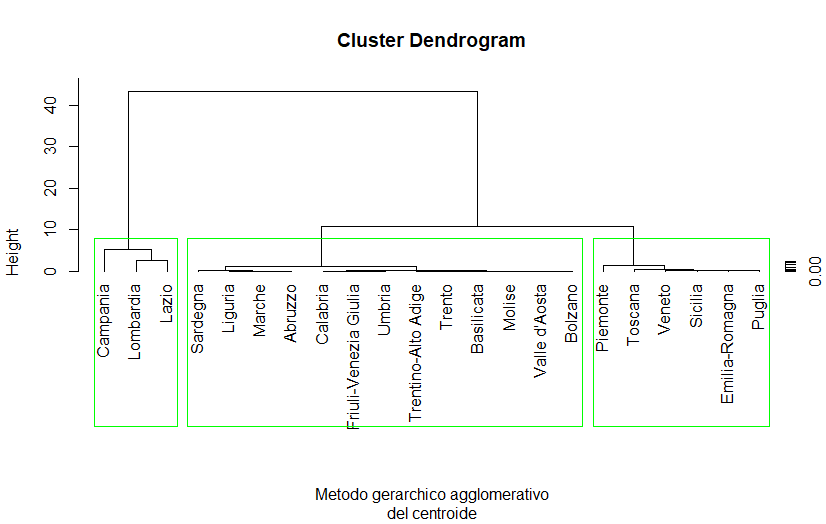 Cluster Dendrogram
Height
0
10
20
30
40
Campania
Lombardia
Lazio
Sardegna
Liguria
Marche
Abruzzo
Calabria
Friuli-Venezia Giulia
Umbria
Trentino-Alto Adige
Trento
Basilicata
Molise
Valle d'Aosta
Bolzano
Piemonte
Toscana
Veneto
Sicilia
Emilia-Romagna
Puglia
0.00
Metodo gerarchico agglomerativo
del centroide